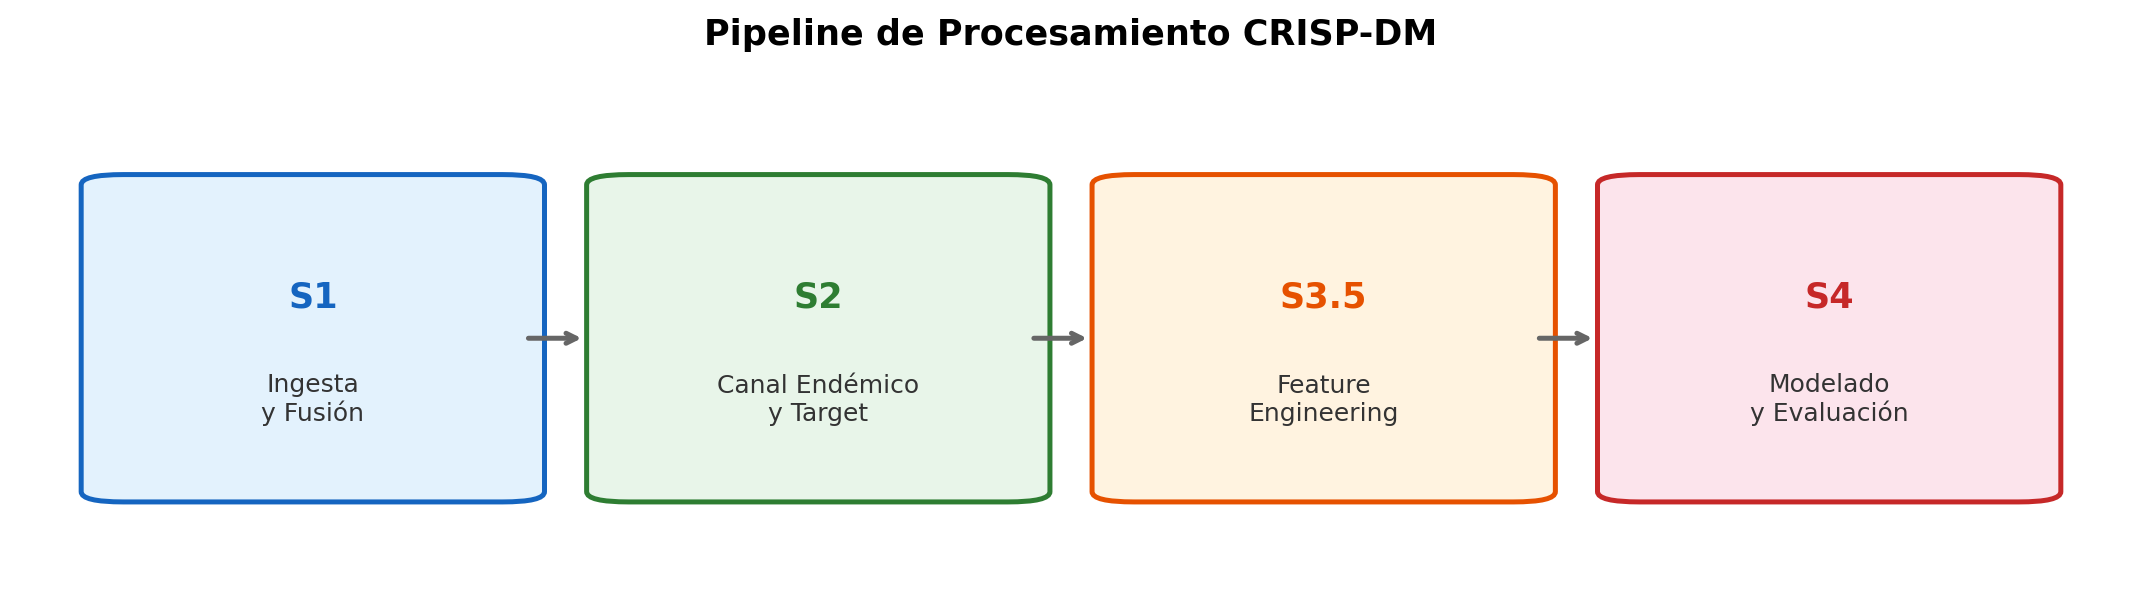 Pipeline de Procesamiento CRISP-DM
S1
Ingesta
y Fusión
S2
Canal Endémico
y Target
S3.5
Feature
Engineering
S4
Modelado
y Evaluación